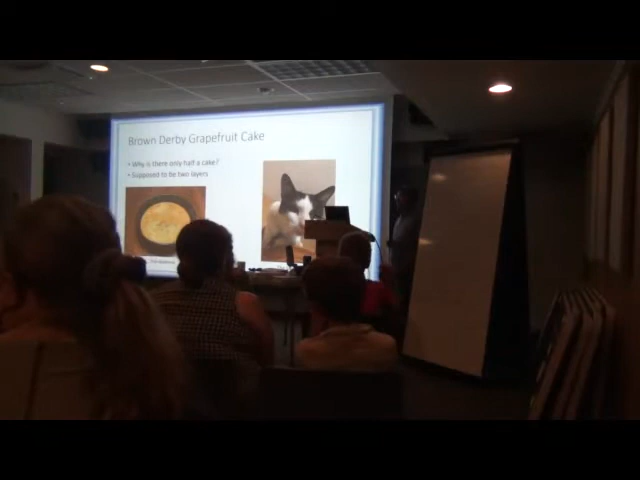 Brown Derby Grapefruit Cake
• Why is there only half a cake?
• Supposed to be two layers